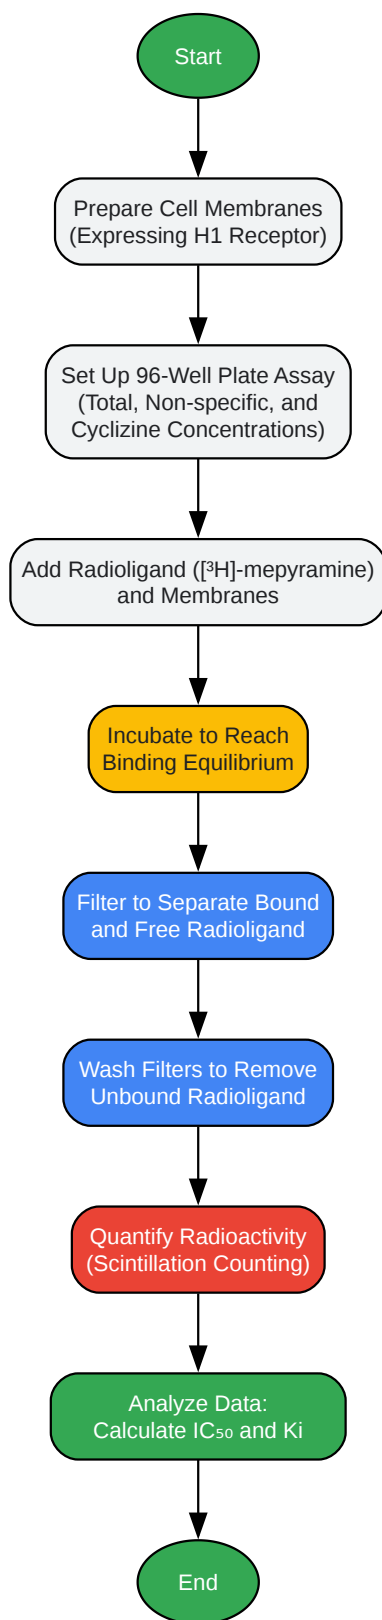 Start
Prepare Cell Membranes
(Expressing H1 Receptor)
Set Up 96-Well Plate Assay
(Total, Non-specific, and
Cyclizine Concentrations)
Add Radioligand ([³H]-mepyramine)
and Membranes
Incubate to Reach
Binding Equilibrium
Filter to Separate Bound
and Free Radioligand
Wash Filters to Remove
Unbound Radioligand
Quantify Radioactivity
(Scintillation Counting)
Analyze Data:
Calculate IC₅₀ and Ki
End